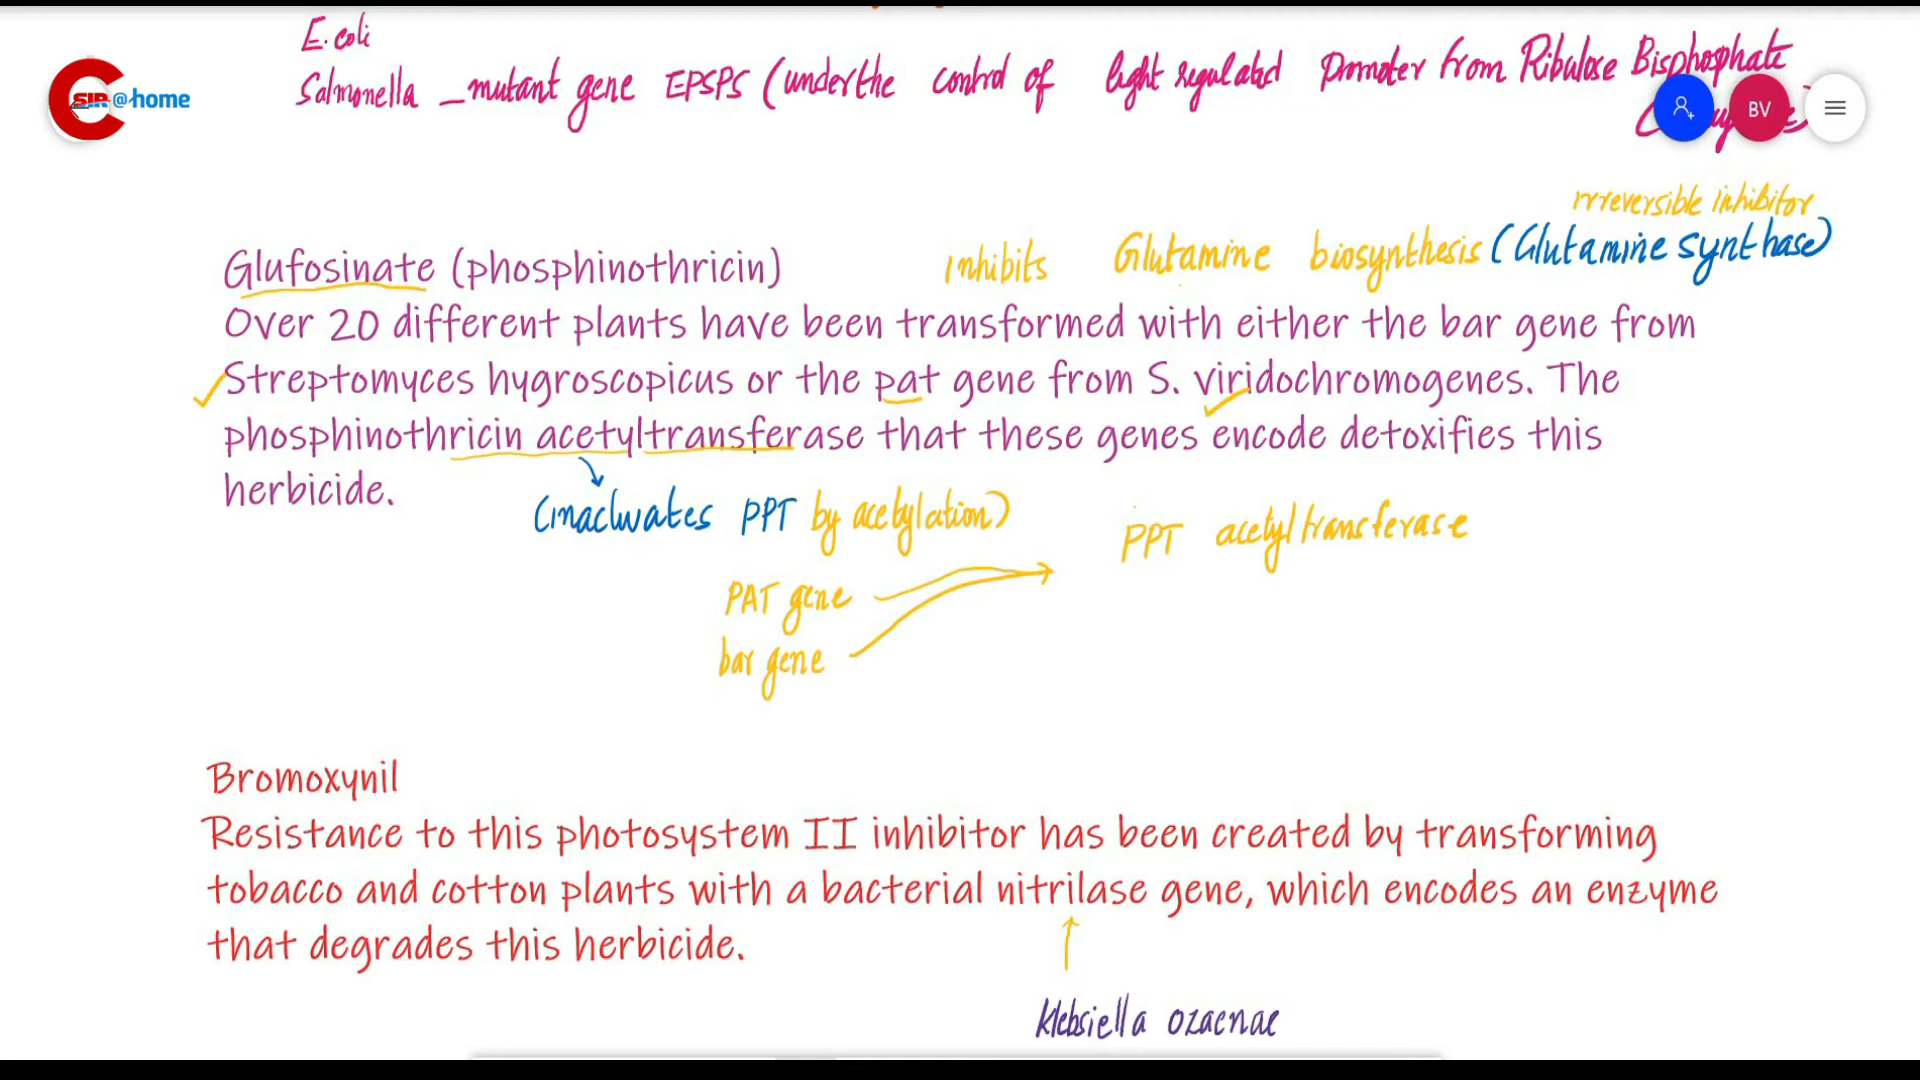 E.coli
Salmonella _mutant gene EPSPS (under the control of light regulated Promoter from Ribulose Bisphosphate
SIR@home
BV
irreversible inhibitor
Glufosinate (phosphinothricin) inhibits Glutamine biosynthesis (Glutamine synthase)
Over 20 different plants have been transformed with either the bar gene from
Streptomyces hygroscopicus or the pat gene from S. viridochromogenes. The
phosphinothricin acetyltransferase that these genes encode detoxifies this
herbicide.
(inactivates PPT by acetylation)
PPT acetyltransferase
PAT gene
bar gene
Bromoxynil
Resistance to this photosystem II inhibitor has been created by transforming
tobacco and cotton plants with a bacterial nitrilase gene, which encodes an enzyme
that degrades this herbicide.
Klebsiella ozaenae